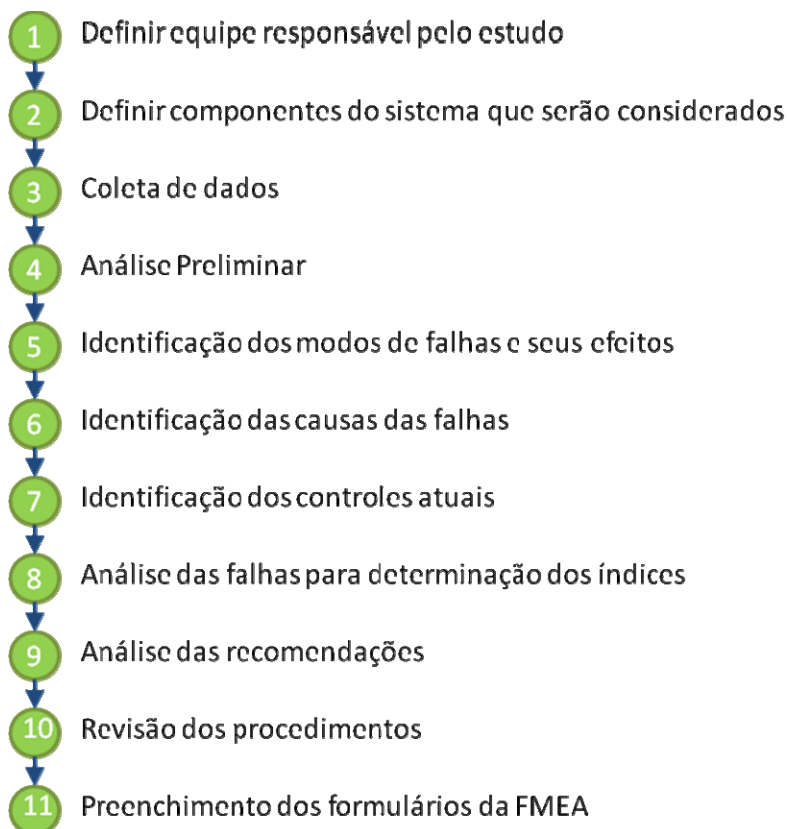 1 Definir equipe responsável pelo estudo
2 Definir componentes do sistema que serão considerados
3 Coleta de dados
4 Análise Preliminar
5 Identificação dos modos de falhas e seus efeitos
6 Identificação das causas das falhas
7 Identificação dos controles atuais
8 Análise das falhas para determinação dos índices
9 Análise das recomendações
10 Revisão dos procedimentos
11 Preenchimento dos formulários da FMEA